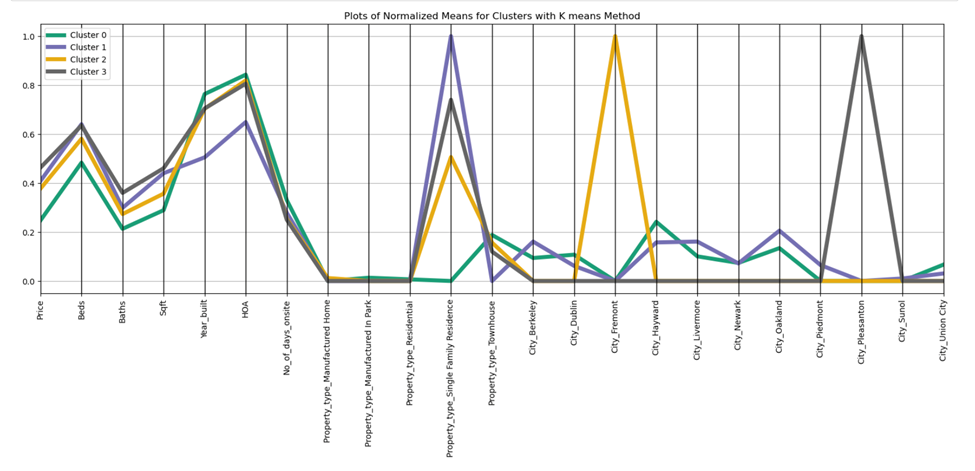 Plots of Normalized Means for Clusters with K means Method
Cluster 0
Cluster 1
Cluster 2
Cluster 3
1.0
0.8
0.6
0.4
0.2
0.0
Price
Beds
Baths
Sqft
Year_built
HOA
No_of_days_onsite
Property_type_Manufactured Home
Property_type_Manufactured In Park
Property_type_Residential
Property_type_Single Family Residence
Property_type_Townhouse
City_Berkeley
City_Dublin
City_Fremont
City_Hayward
City_Livermore
City_Newark
City_Oakland
City_Piedmont
City_Pleasanton
City_Sunol
City_Union City